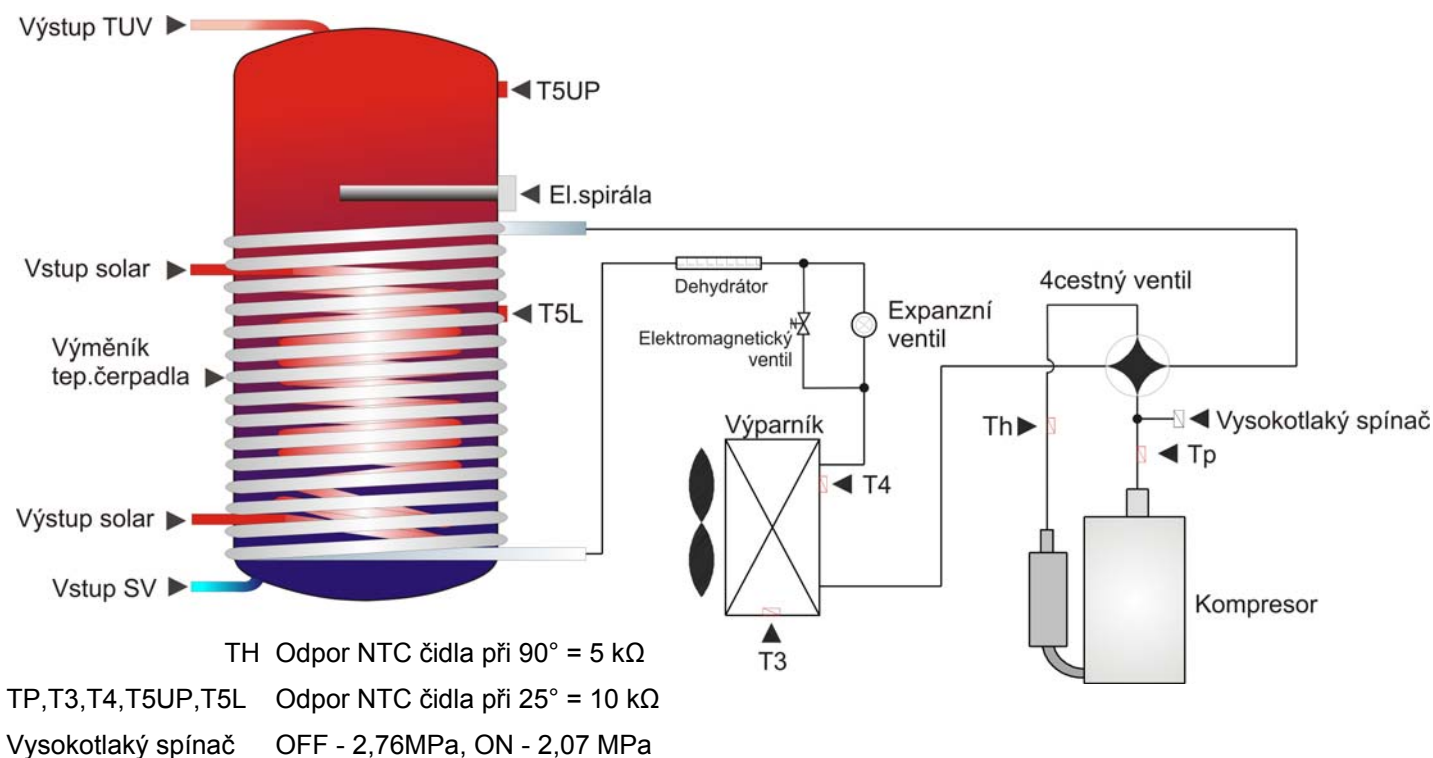 Výstup TUV
T5UP
El.spirála
Vstup solar
Dehydrátor
4cestný ventil
T5L
Elektromagnetický
ventil
Expanzní
ventil
Výměník
tep.čerpadla
Výparník
Th
Vysokotlaký spínač
Tp
T4
Výstup solar
Vstup SV
Kompresor
T3
TH Odpor NTC čidla při 90° = 5 kΩ
TP,T3,T4,T5UP,T5L Odpor NTC čidla při 25° = 10 kΩ
Vysokotlaký spínač OFF - 2,76MPa, ON - 2,07 MPa